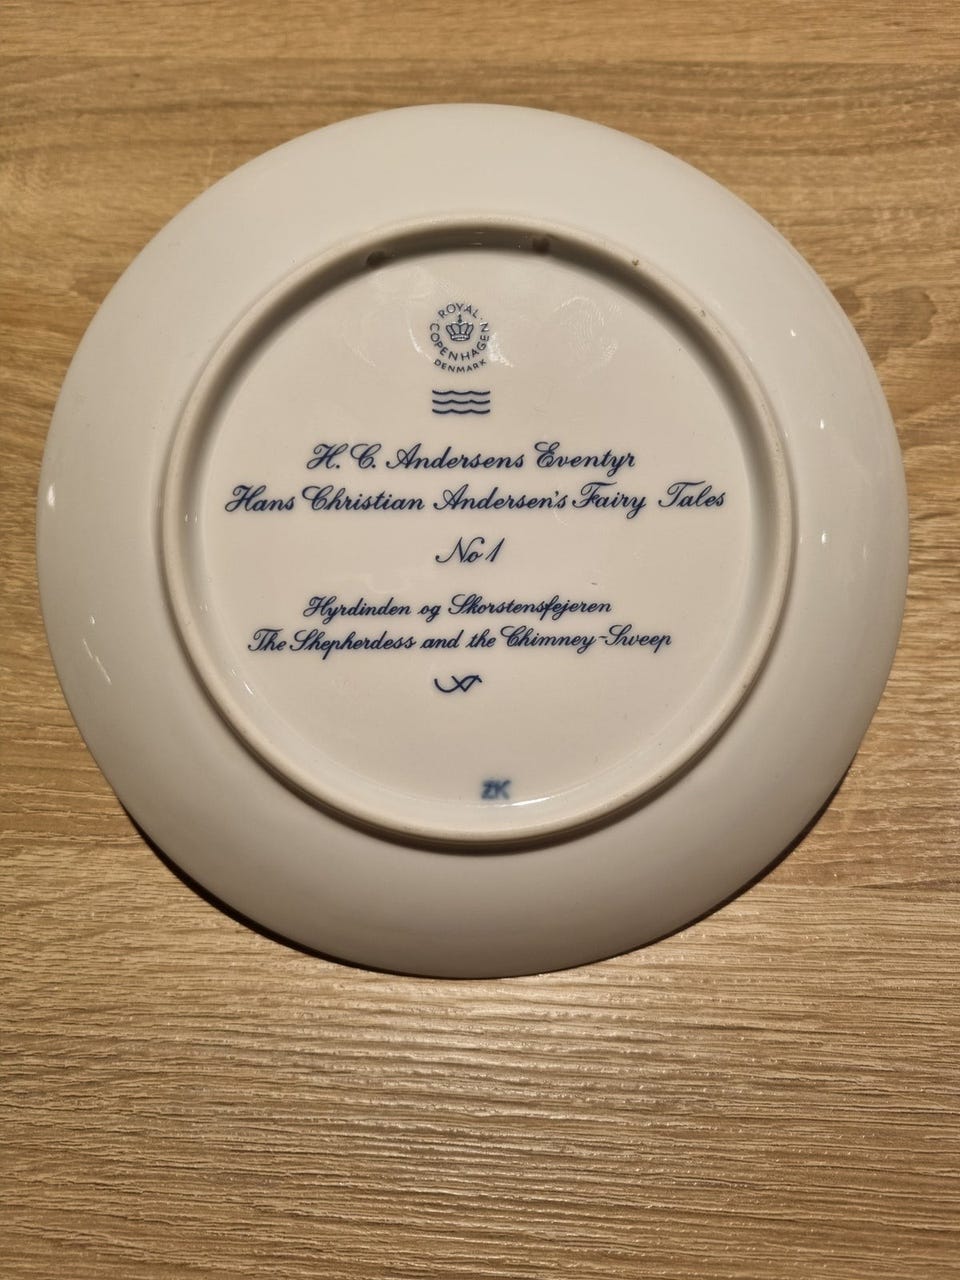 ROYAL COPENHAGEN
DENMARK
H. C. Andersens Eventyr
Hans Christian Andersen's Fairy Tales
No 1
Hyrdinden og Skorstensfejeren
The Shepherdess and the Chimney-Sweep
ZK